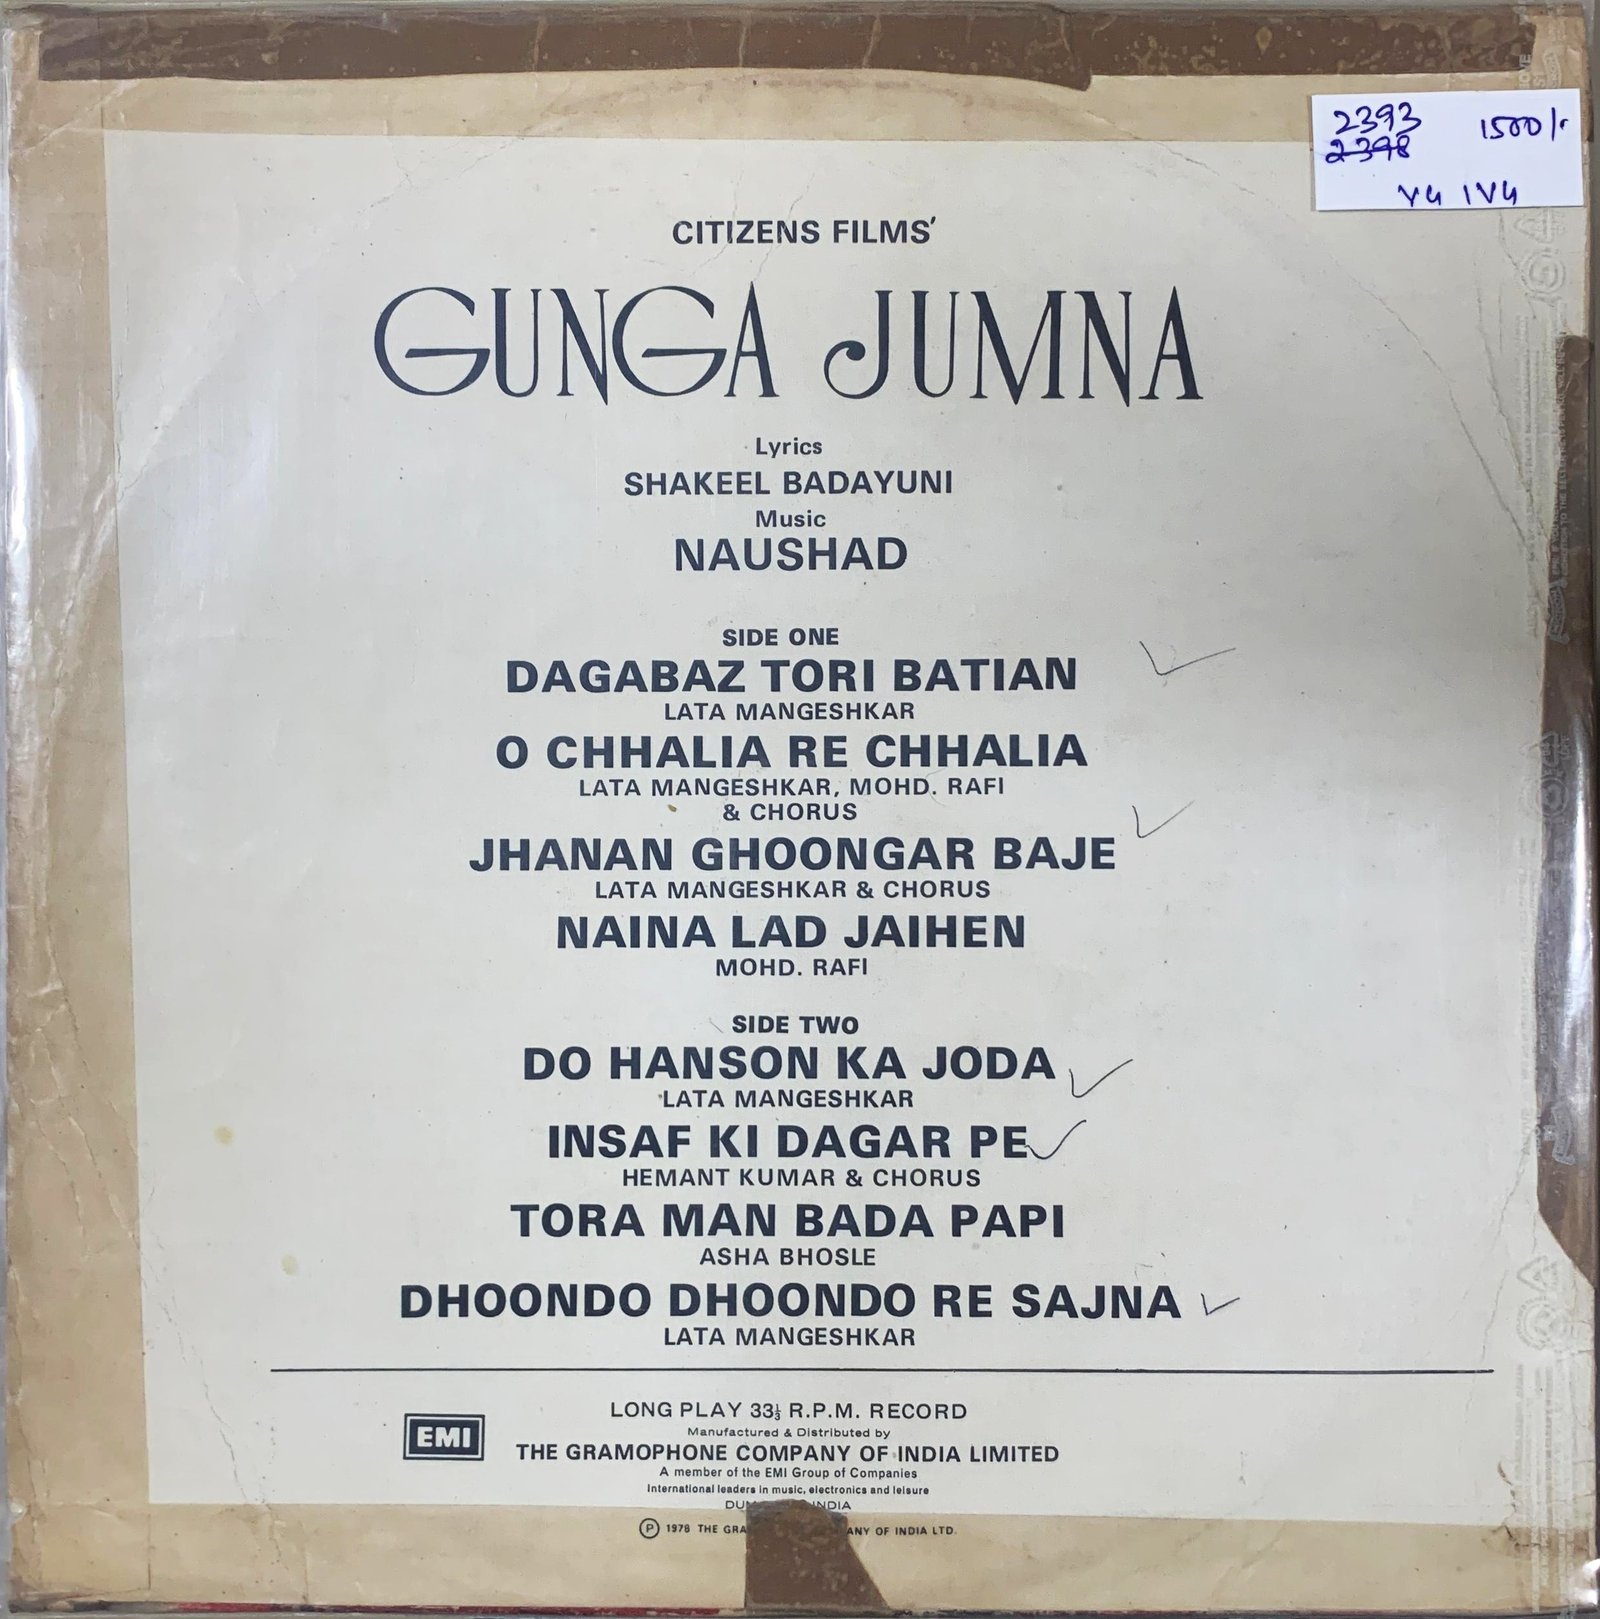 2393 1500/-
2398
CITIZENS FILMS'
GUNGA JUMNA
Lyrics
SHAKEEL BADAYUNI
Music
NAUSHAD
SIDE ONE
DAGABAZ TORI BATIAN
LATA MANGESHKAR
O CHHALIA RE CHHALIA
LATA MANGESHKAR, MOHD. RAFI
& CHORUS
JHANAN GHOONGAR BAJE
LATA MANGESHKAR & CHORUS
NAINA LAD JAIHEN
MOHD. RAFI
SIDE TWO
DO HANSON KA JODA
LATA MANGESHKAR
INSAF KI DAGAR PE
HEMANT KUMAR & CHORUS
TORA MAN BADA PAPI
ASHA BHOSLE
DHOONDO DHOONDO RE SAJNA
LATA MANGESHKAR
LONG PLAY 33⅓ R.P.M. RECORD
Manufactured & Distributed by
EMI THE GRAMOPHONE COMPANY OF INDIA LIMITED
A member of the EMI Group of Companies
International leaders in music, electronics and leisure
INDIA
Ⓟ 1978 THE OF INDIA LTD.